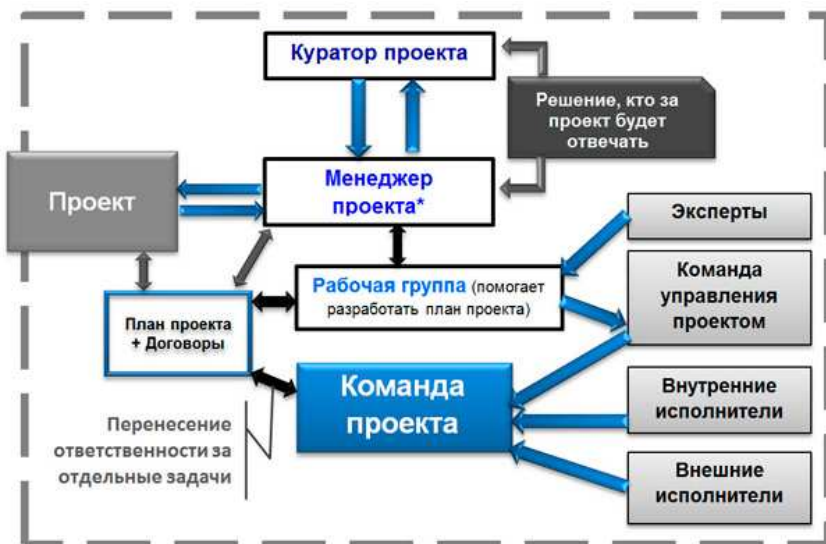 Куратор проекта
Решение, кто за
проект будет
отвечать
Проект
Менеджер
проекта*
Эксперты
Рабочая группа (помогает
разработать план проекта)
Команда
управления
проектом
План проекта
+ Договоры
Команда
проекта
Внутренние
исполнители
Перенесение
ответственности за
отдельные задачи
Внешние
исполнители